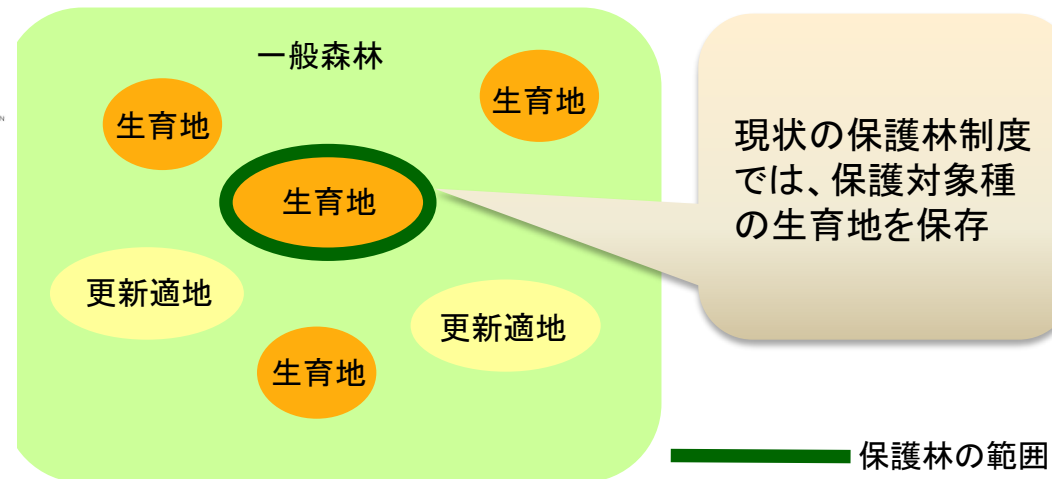 一般森林
生育地
生育地
生育地
更新適地
更新適地
生育地
現状の保護林制度
では、保護対象種
の生育地を保存
保護林の範囲